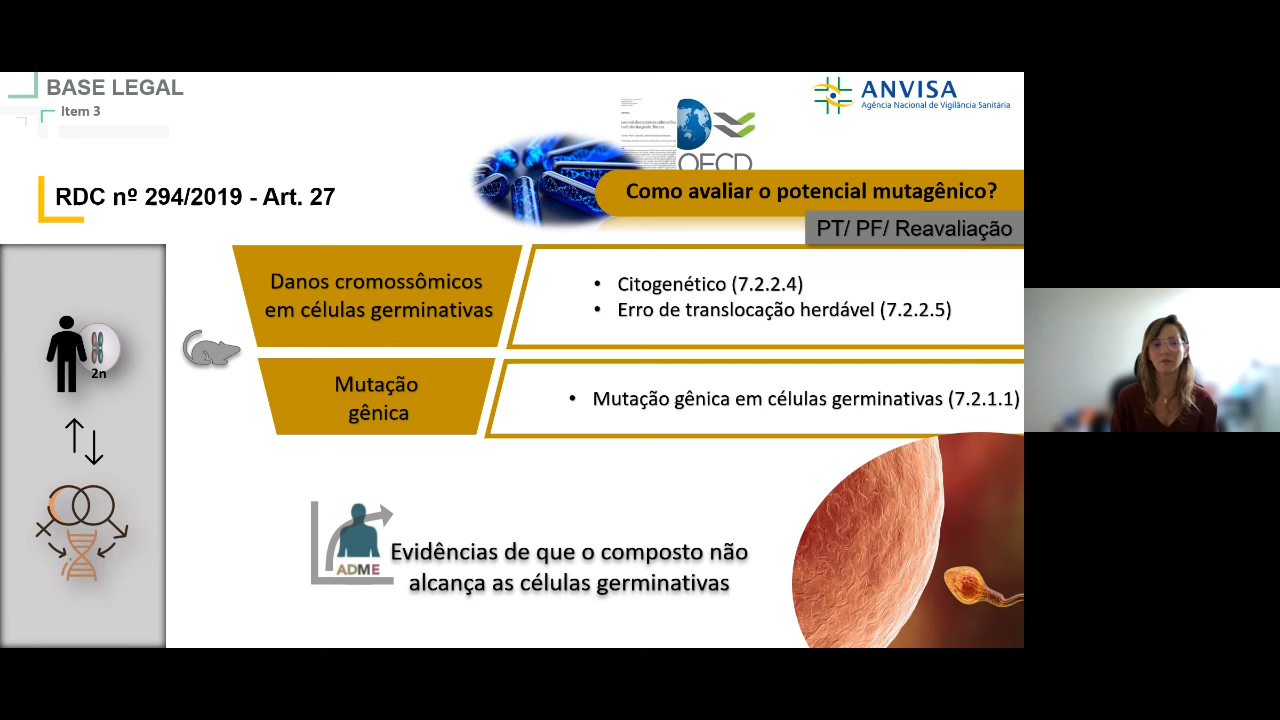 BASE LEGAL
Item 3
ANVISA
Agência Nacional de Vigilância Sanitária
OECD
RDC nº 294/2019 - Art. 27
Como avaliar o potencial mutagênico?
PT/ PF/ Reavaliação
Danos cromossômicos
em células germinativas
• Citogenético (7.2.2.4)
• Erro de translocação herdável (7.2.2.5)
2n
Mutação
gênica
• Mutação gênica em células germinativas (7.2.1.1)
ADME
Evidências de que o composto não
alcança as células germinativas